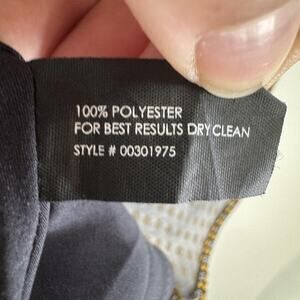 100% POLYESTER
FOR BEST RESULTS DRY CLEAN
STYLE # 00301975